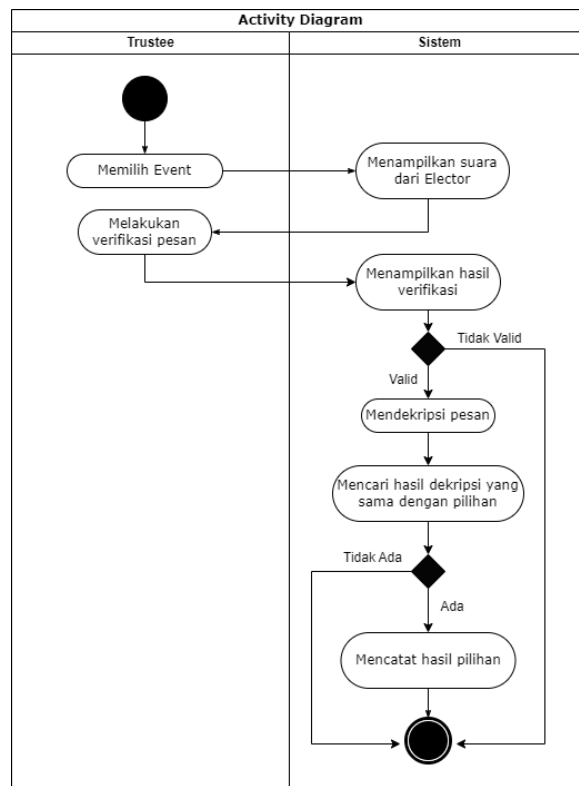 Activity Diagram
Trustee
Sistem
Memilih Event
Menampilkan suara
dari Elector
Melakukan
verifikasi pesan
Menampilkan hasil
verifikasi
Tidak Valid
Valid
Mendekripsi pesan
Mencari hasil dekripsi yang
sama dengan pilihan
Tidak Ada
Ada
Mencatat hasil pilihan